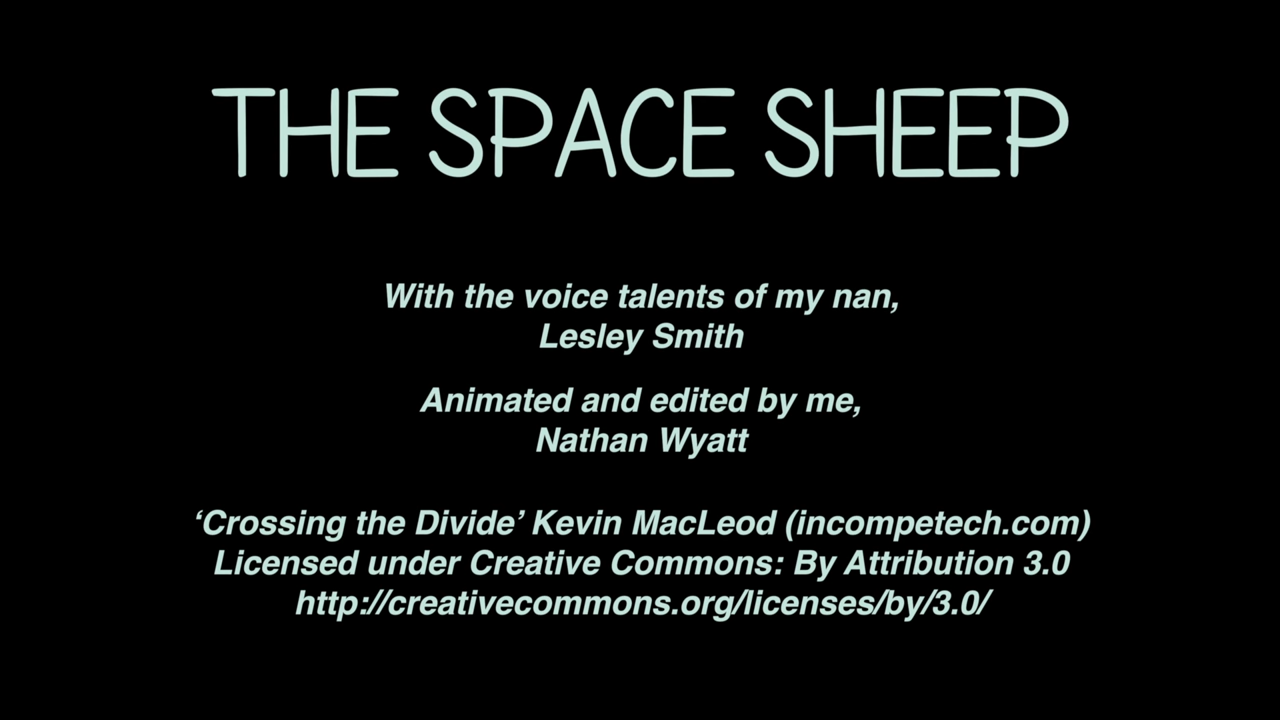 THE SPACE SHEEP
With the voice talents of my nan,
Lesley Smith
Animated and edited by me,
Nathan Wyatt
‘Crossing the Divide’ Kevin MacLeod (incompetech.com)
Licensed under Creative Commons: By Attribution 3.0
http://creativecommons.org/licenses/by/3.0/